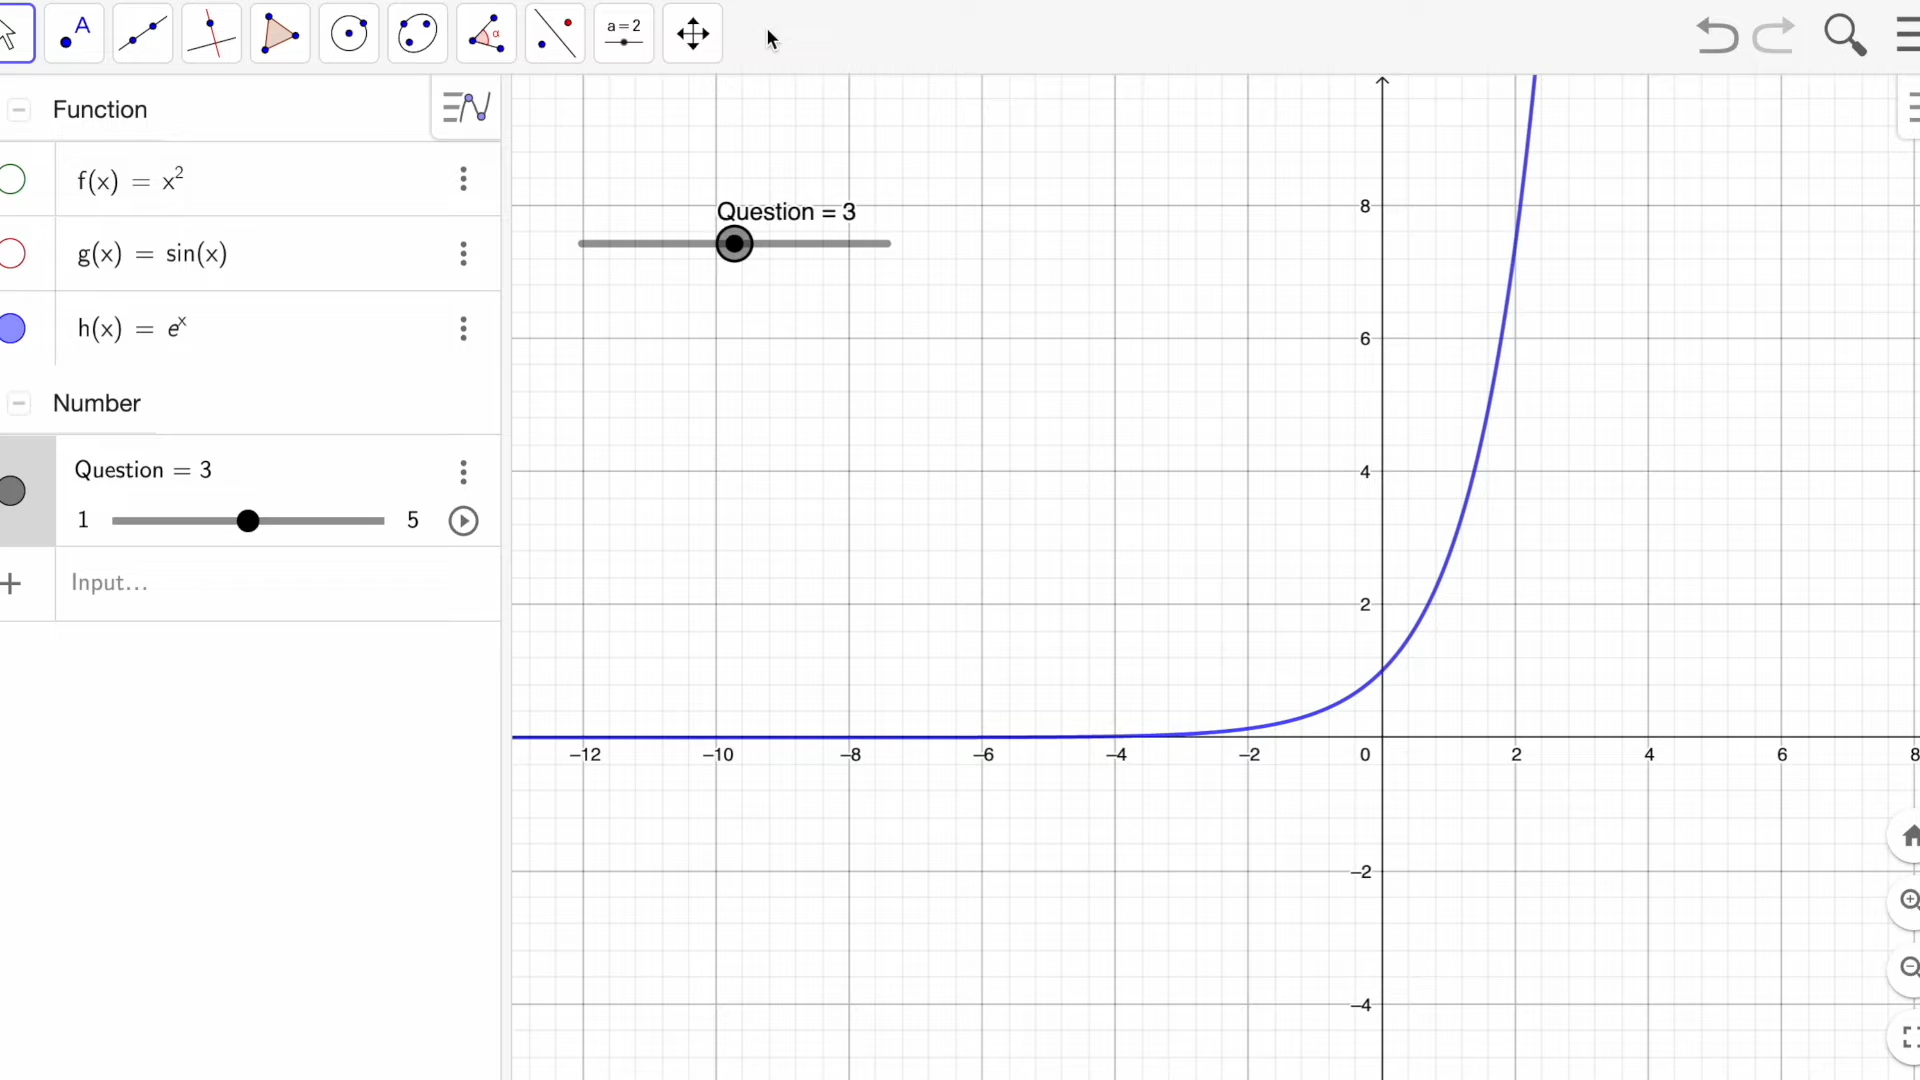 A
α
a = 2
Function
f(x) = x²
g(x) = sin(x)
h(x) = eˣ
Number
Question = 3
1 5
Input…
Question = 3
8
6
4
2
–12 –10 –8 –6 –4 –2 0 2 4 6 8
–2
–4